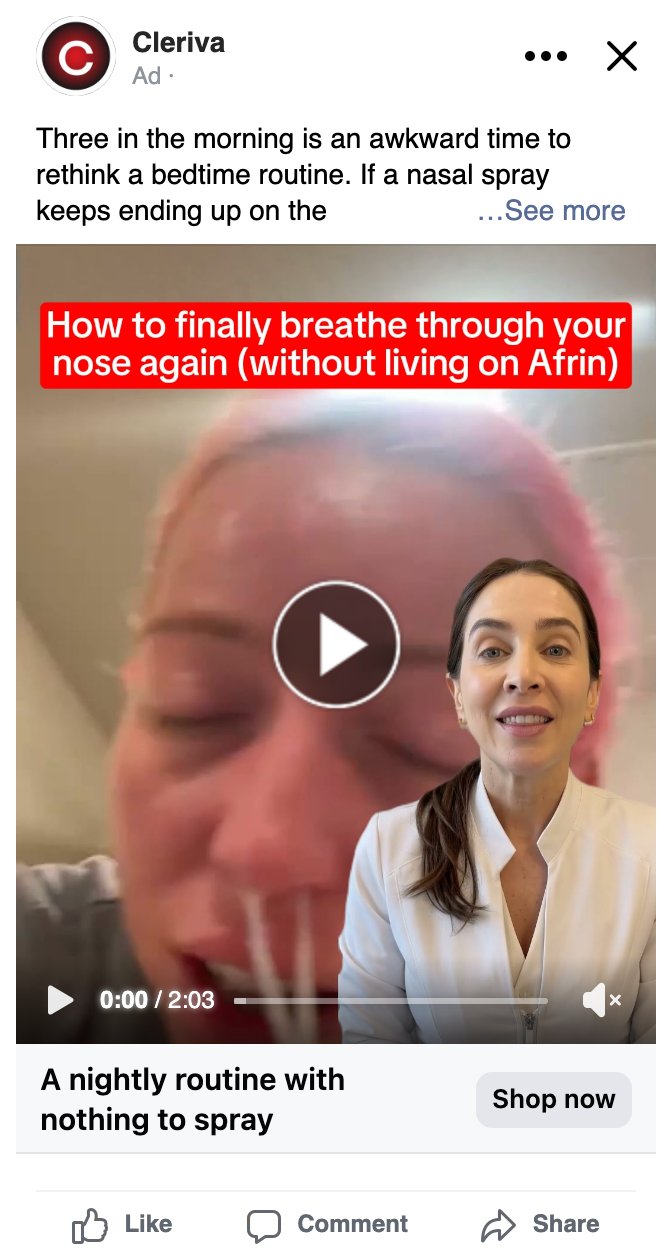 C
Cleriva
Ad ·
Three in the morning is an awkward time to
rethink a bedtime routine. If a nasal spray
keeps ending up on the ...See more
How to finally breathe through your
nose again (without living on Afrin)
0:00 / 2:03
A nightly routine with
nothing to spray
Shop now
Like Comment Share